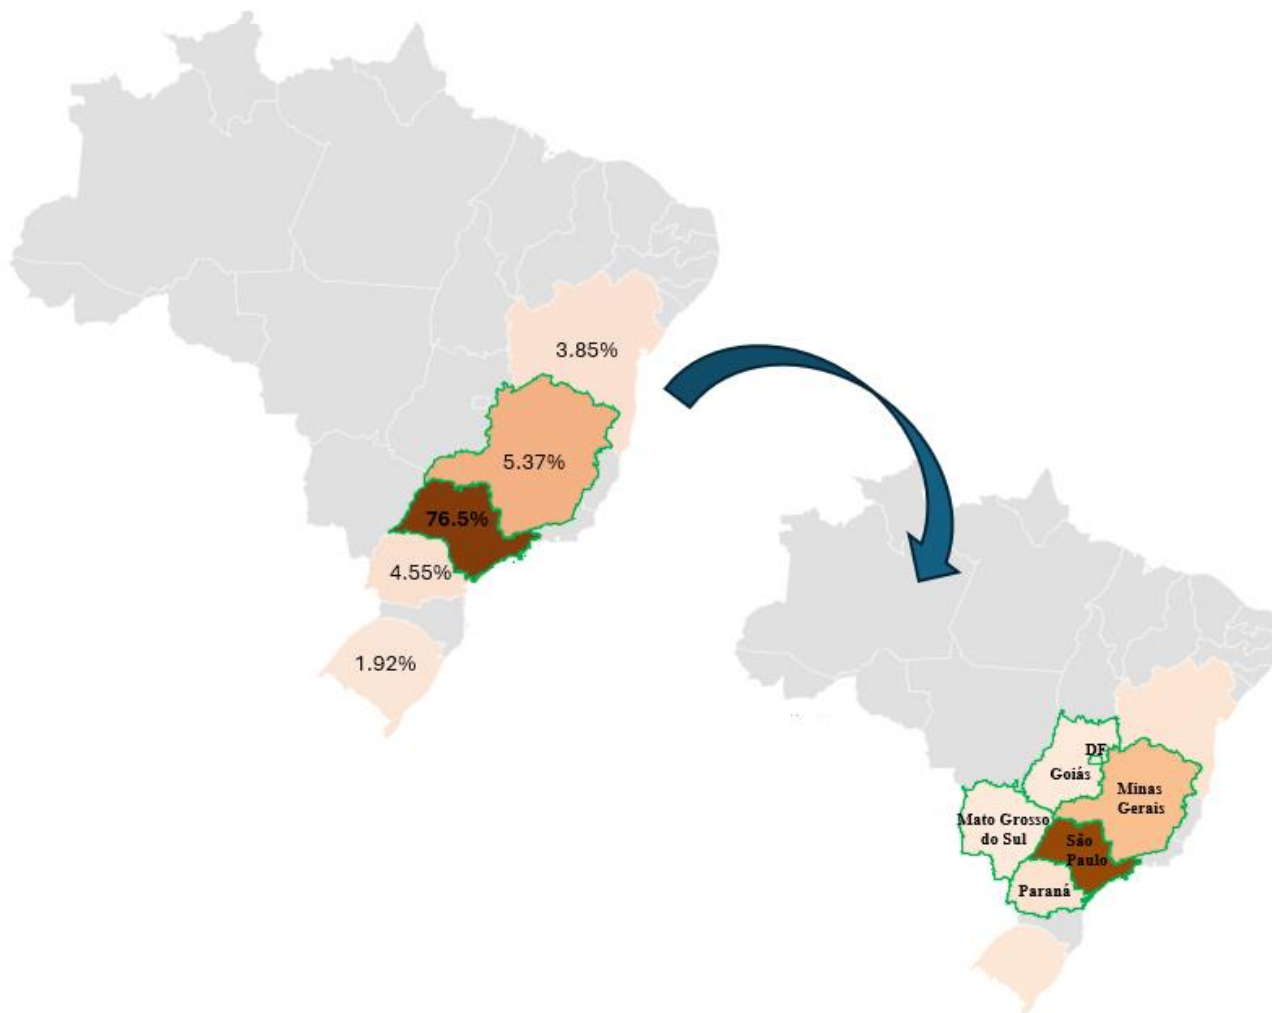 3.85%
5.37%
76.5%
4.55%
1.92%
DF
Goiás
Minas
Gerais
Mato Grosso
do Sul
São
Paulo
Paraná